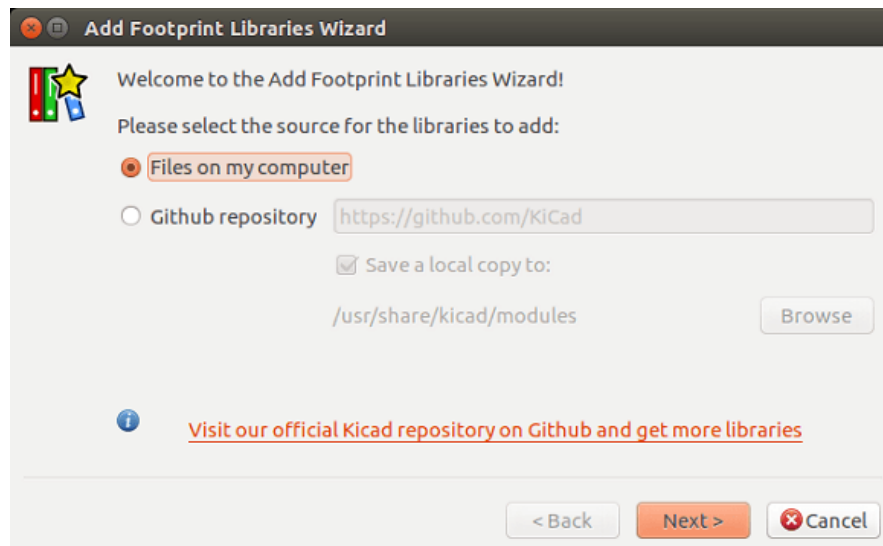 Add Footprint Libraries Wizard
Welcome to the Add Footprint Libraries Wizard!
Please select the source for the libraries to add:
Files on my computer
Github repository https://github.com/KiCad
Save a local copy to:
/usr/share/kicad/modules Browse
Visit our official Kicad repository on Github and get more libraries
< Back Next > Cancel